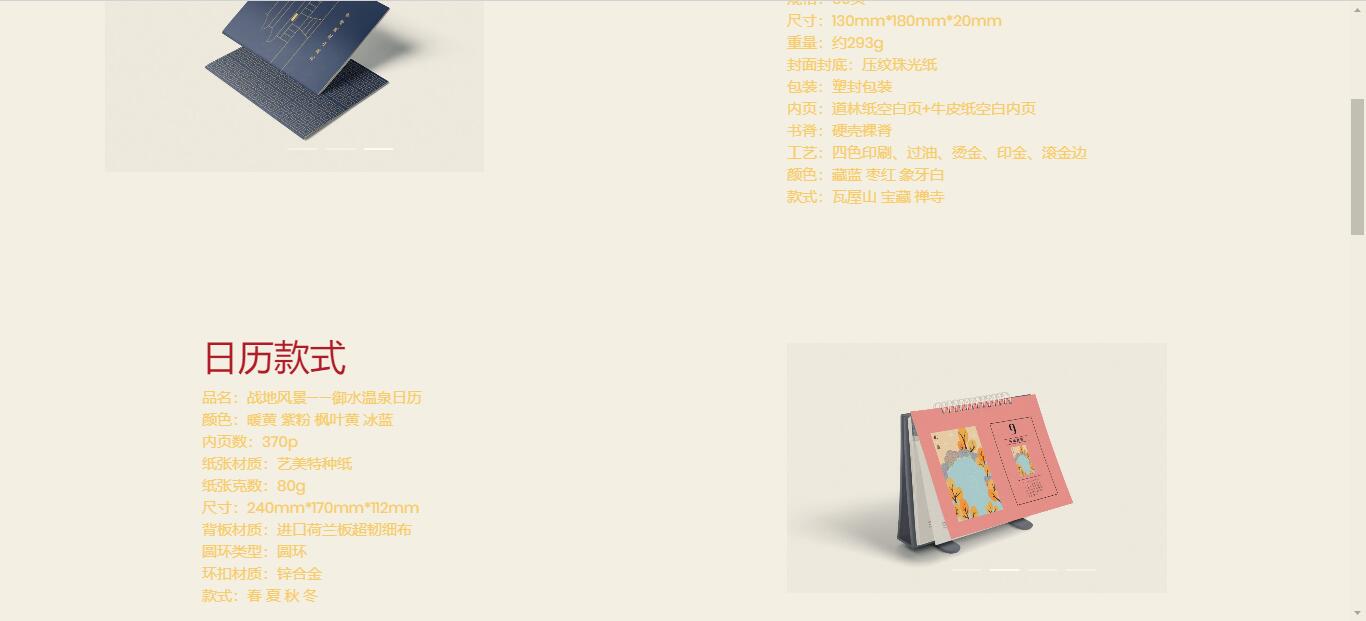 尺寸：130mm*180mm*20mm
重量：约293g
封面封底：压纹珠光纸
包装：塑封包装
内页：道林纸空白页+牛皮纸空白内页
书脊：硬壳裸脊
工艺：四色印刷、过油、烫金、印金、滚金边
颜色：藏蓝 枣红 象牙白
款式：瓦屋山 宝藏 禅寺
日历款式
品名：战地风景——御水温泉日历
颜色：暖黄 紫粉 枫叶黄 冰蓝
内页数：370p
纸张材质：艺美特种纸
纸张克数：80g
尺寸：240mm*170mm*112mm
背板材质：进口荷兰板超韧细布
圆环类型：圆环
环扣材质：锌合金
款式：春 夏 秋 冬
9